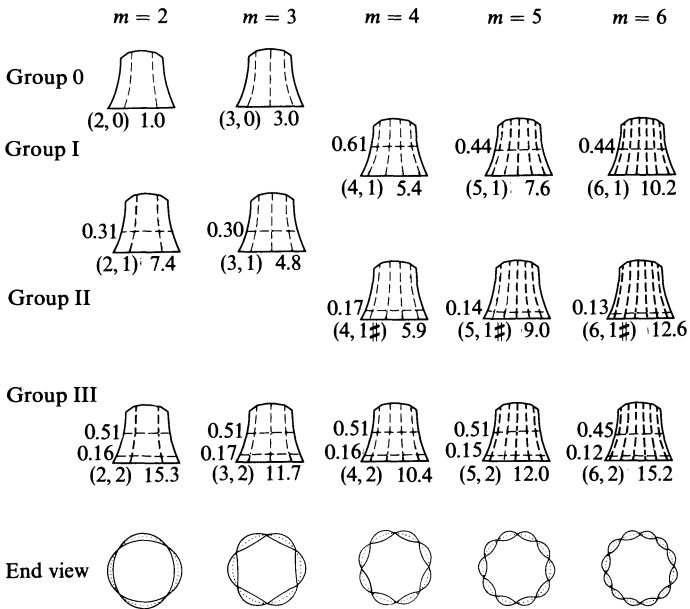 m = 2 m = 3 m = 4 m = 5 m = 6
Group 0
(2, 0) 1.0 (3, 0) 3.0
Group I
0.61 0.44 0.44
(4, 1) 5.4 (5, 1) 7.6 (6, 1) 10.2
0.31 0.30
(2, 1) 7.4 (3, 1) 4.8
Group II
0.17 0.14 0.13
(4, 1♯) 5.9 (5, 1♯) 9.0 (6, 1♯) 12.6
Group III
0.51 0.51 0.51 0.51 0.45
0.16 0.17 0.16 0.15 0.12
(2, 2) 15.3 (3, 2) 11.7 (4, 2) 10.4 (5, 2) 12.0 (6, 2) 15.2
End view